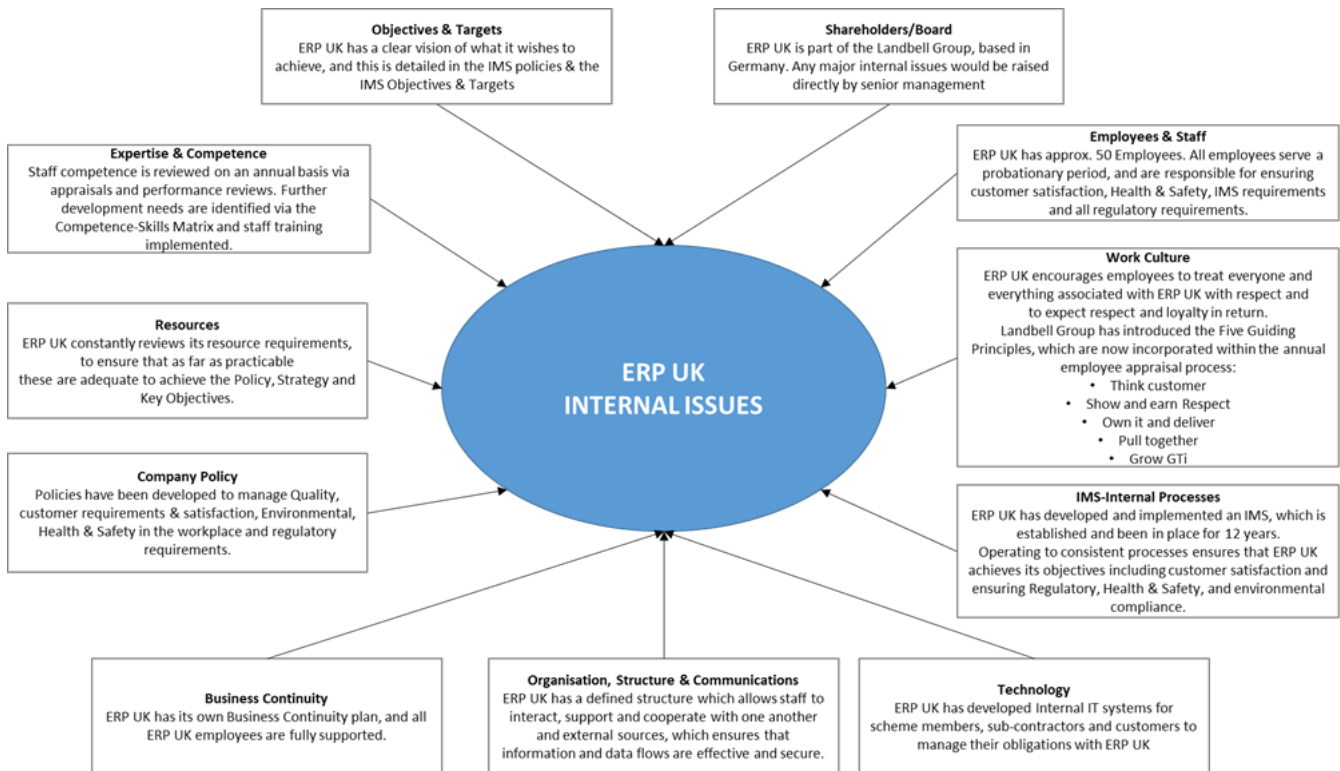 Objectives & Targets
ERP UK has a clear vision of what it wishes to
achieve, and this is detailed in the IMS policies & the
IMS Objectives & Targets
Shareholders/Board
ERP UK is part of the Landbell Group, based in
Germany. Any major internal issues would be raised
directly by senior management
Expertise & Competence
Staff competence is reviewed on an annual basis via
appraisals and performance reviews. Further
development needs are identified via the
Competence-Skills Matrix and staff training
implemented.
Employees & Staff
ERP UK has approx. 50 Employees. All employees serve a
probationary period, and are responsible for ensuring
customer satisfaction, Health & Safety, IMS requirements
and all regulatory requirements.
Resources
ERP UK constantly reviews its resource requirements,
to ensure that as far as practicable
these are adequate to achieve the Policy, Strategy and
Key Objectives.
ERP UK
INTERNAL ISSUES
Work Culture
ERP UK encourages employees to treat everyone and
everything associated with ERP UK with respect and
to expect respect and loyalty in return.
Landbell Group has introduced the Five Guiding
Principles, which are now incorporated within the annual
employee appraisal process:
• Think customer
• Show and earn Respect
• Own it and deliver
• Pull together
• Grow GTi
Company Policy
Policies have been developed to manage Quality,
customer requirements & satisfaction, Environmental,
Health & Safety in the workplace and regulatory
requirements.
IMS-Internal Processes
ERP UK has developed and implemented an IMS, which is
established and been in place for 12 years.
Operating to consistent processes ensures that ERP UK
achieves its objectives including customer satisfaction and
ensuring Regulatory, Health & Safety, and environmental
compliance.
Business Continuity
ERP UK has its own Business Continuity plan, and all
ERP UK employees are fully supported.
Organisation, Structure & Communications
ERP UK has a defined structure which allows staff to
interact, support and cooperate with one another
and external sources, which ensures that
information and data flows are effective and secure.
Technology
ERP UK has developed Internal IT systems for
scheme members, sub-contractors and customers to
manage their obligations with ERP UK